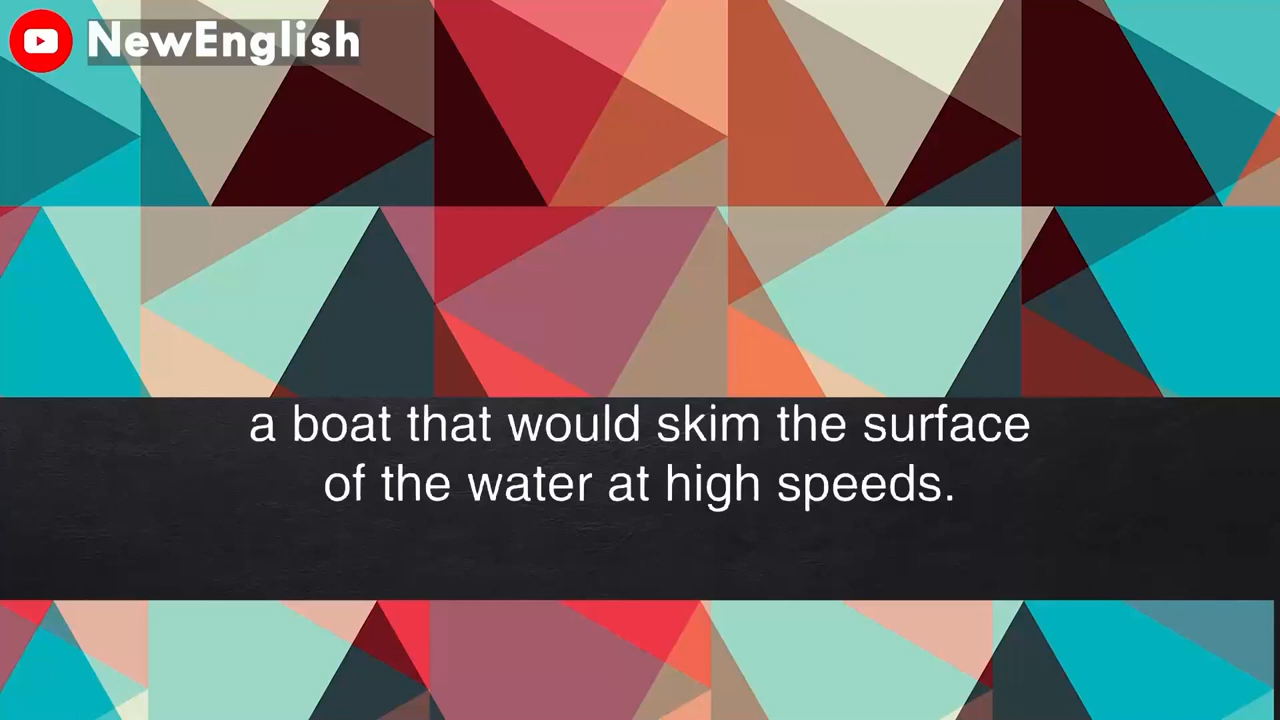 NewEnglish
a boat that would skim the surface
of the water at high speeds.